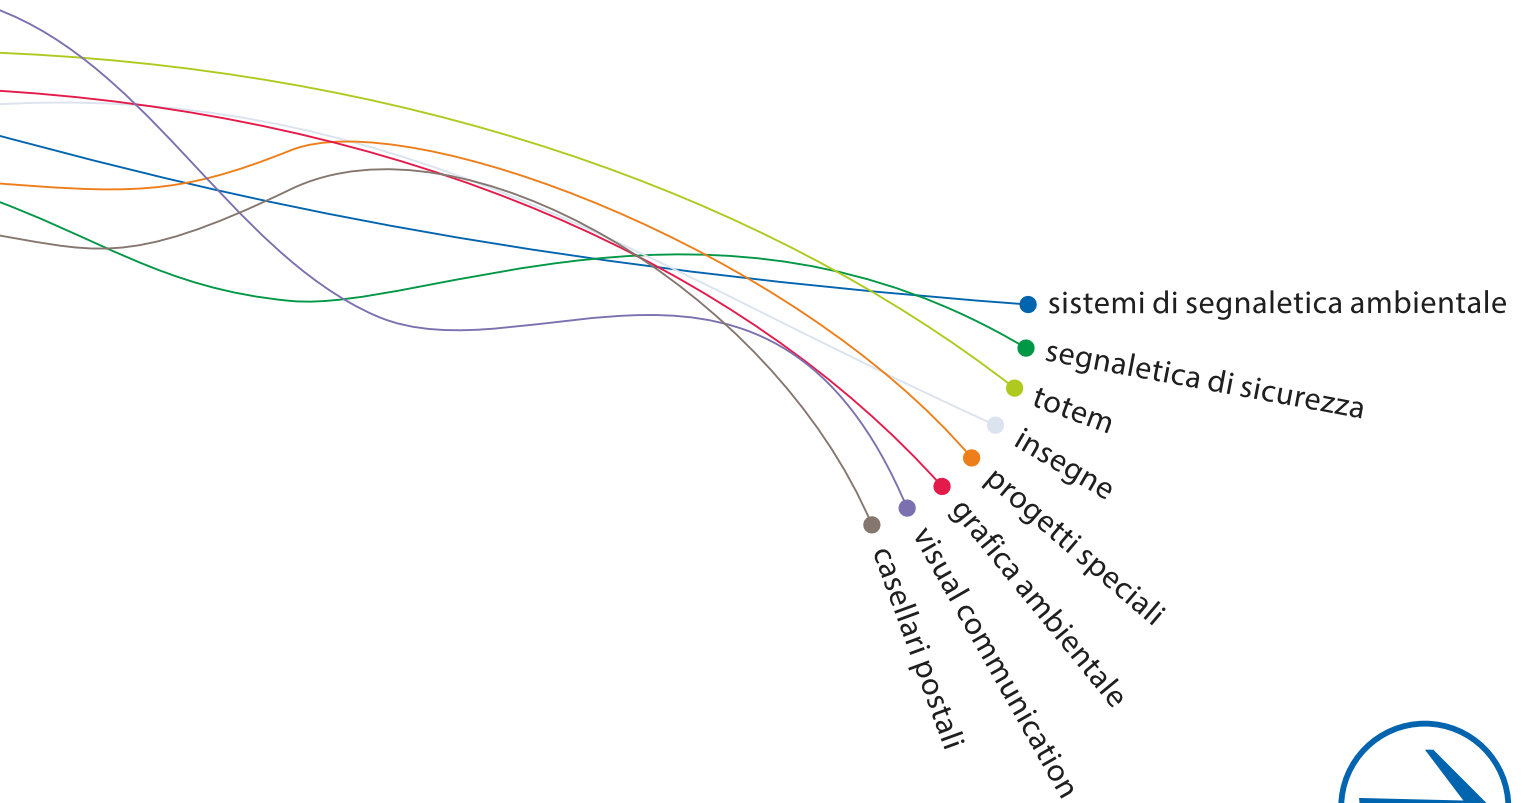 sistemi di segnaletica ambientale
segnaletica di sicurezza
totem
insegne
progetti speciali
grafica ambientale
visual communication
casellari postali